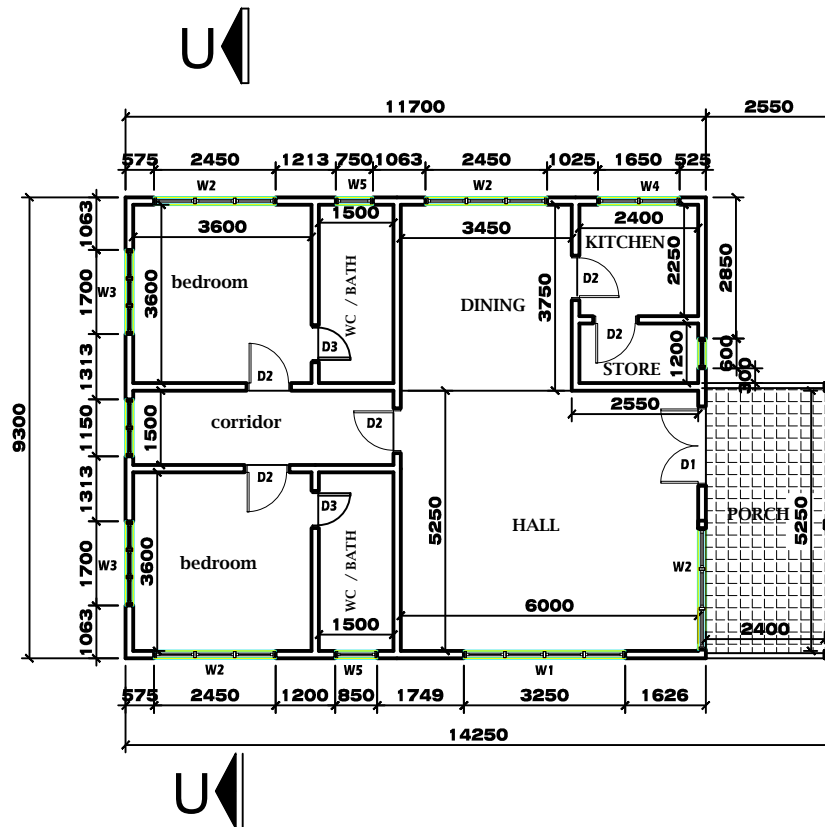 U
11700 2550
575 2450 1213 750 1063 2450 1025 1650 525
W2 W5 W2 W4
1063 1700 1313 1150 1313 1700 1063
9300
W3
W3
3600
3600
bedroom
1500
WC / BATH
D3
D2
3450
3750
DINING
2400
KITCHEN
2250
D2
D2
1200
STORE
2850
600
300
2550
1500
corridor
D2
D2
D1
3600
bedroom
D3
WC / BATH
1500
5250
HALL
6000
W2
PORCH
5250
2400
W2 W5 W1
575 2450 1200 850 1749 3250 1626
14250
U